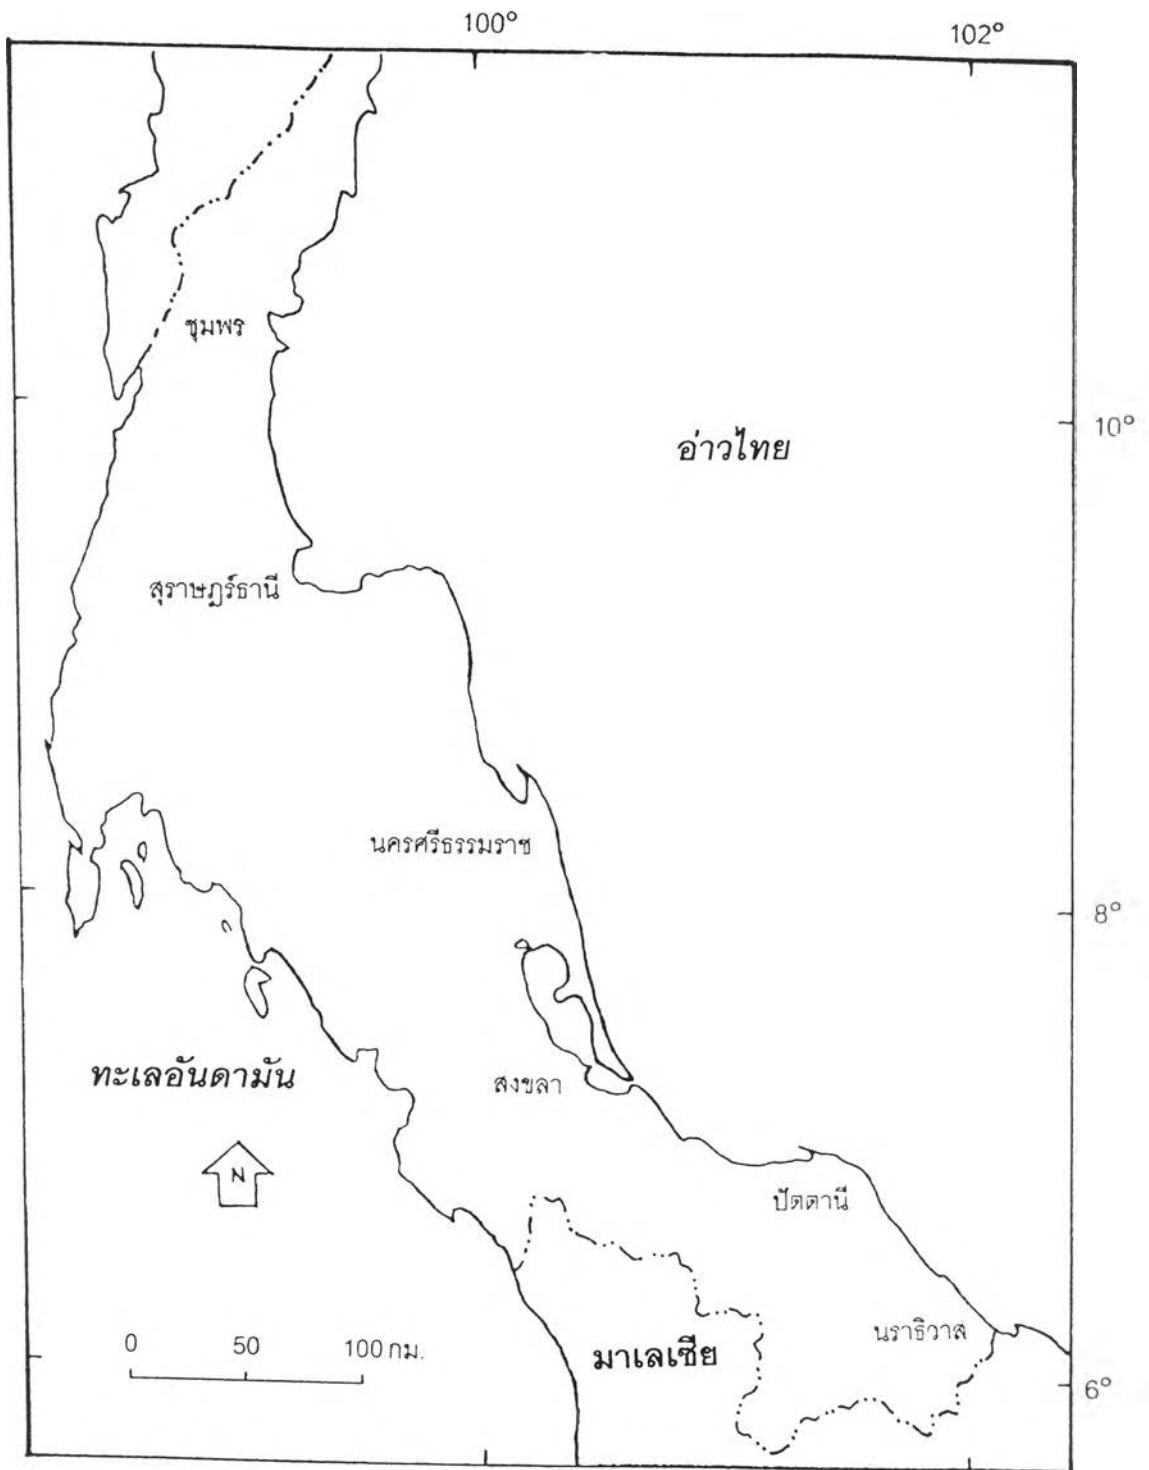 100° 102°
ชุมพร
10°
อ่าวไทย
สุราษฎร์ธานี
นครศรีธรรมราช
8°
ทะเลอันดามัน
สงขลา
N
ปัตตานี
นราธิวาส
0 50 100 กม.
มาเลเซีย
6°